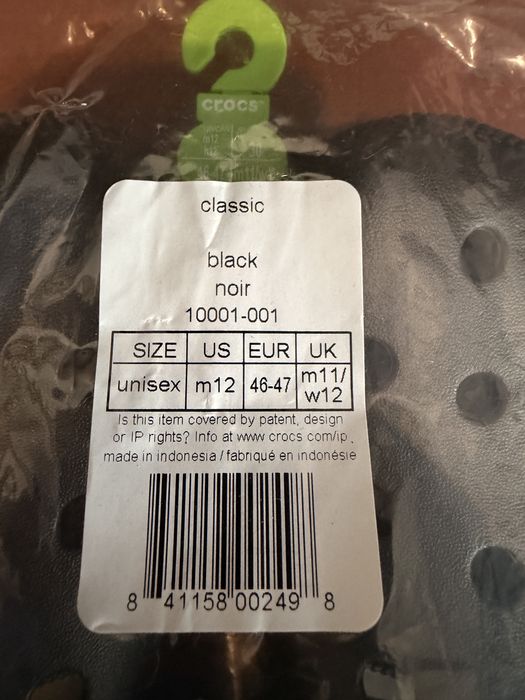 crocs™
classic
black
noir
10001-001
SIZE US EUR UK
unisex m12 46-47 m11/ w12
Is this item covered by patent, design
or IP rights? Info at www crocs com/ip.
made in indonesia / fabriqué en indonésie
8 41158 00249 8